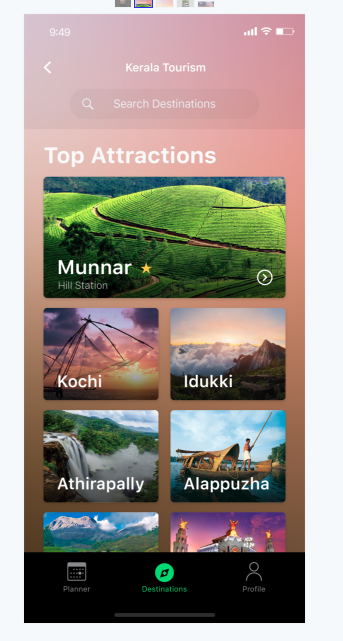 9:49
Kerala Tourism
Search Destinations
Top Attractions
Munnar
Hill Station
Kochi
Idukki
Athirapally
Alappuzha
Planner
Destinations
Profile